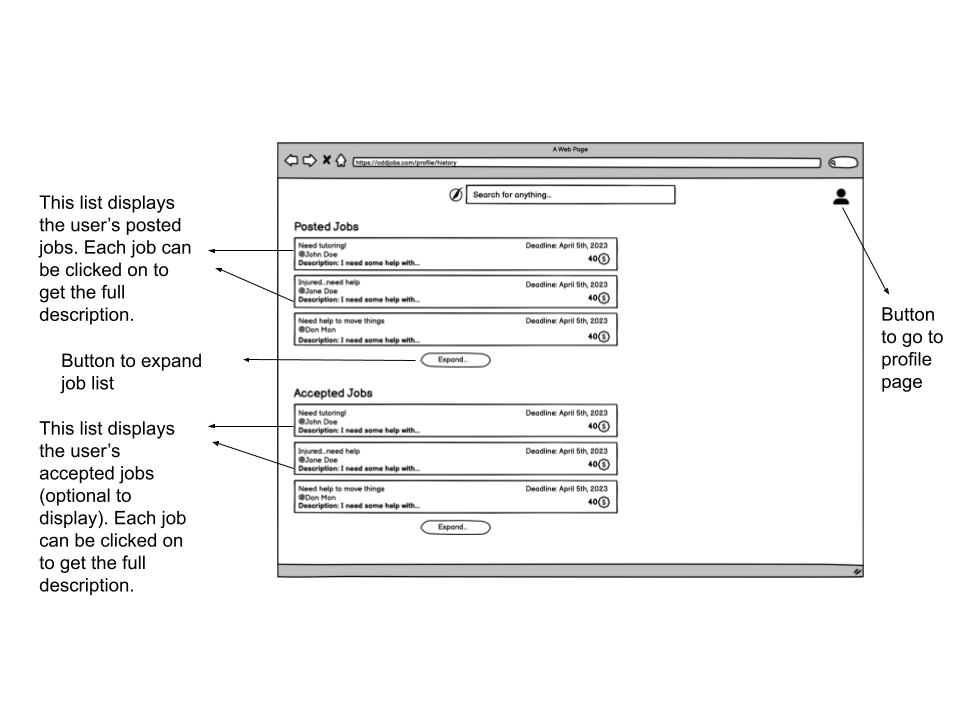 A Web Page
https://oddjobs.com/profile/history
Search for anything...
This list displays
the user’s posted
jobs. Each job can
be clicked on to
get the full
description.
Button to expand
job list
This list displays
the user’s
accepted jobs
(optional to
display). Each job
can be clicked on
to get the full
description.
Posted Jobs
Need tutoring!
Deadline: April 5th, 2023
@John Doe
40 $
Description: I need some help with...
Injured...need help
Deadline: April 5th, 2023
@Jane Doe
40 $
Description: I need some help with...
Need help to move things
Deadline: April 5th, 2023
@Don Mon
40 $
Description: I need some help with...
Expand...
Accepted Jobs
Need tutoring!
Deadline: April 5th, 2023
@John Doe
40 $
Description: I need some help with...
Injured...need help
Deadline: April 5th, 2023
@Jane Doe
40 $
Description: I need some help with...
Need help to move things
Deadline: April 5th, 2023
@Don Mon
40 $
Description: I need some help with...
Expand...
Button
to go to
profile
page